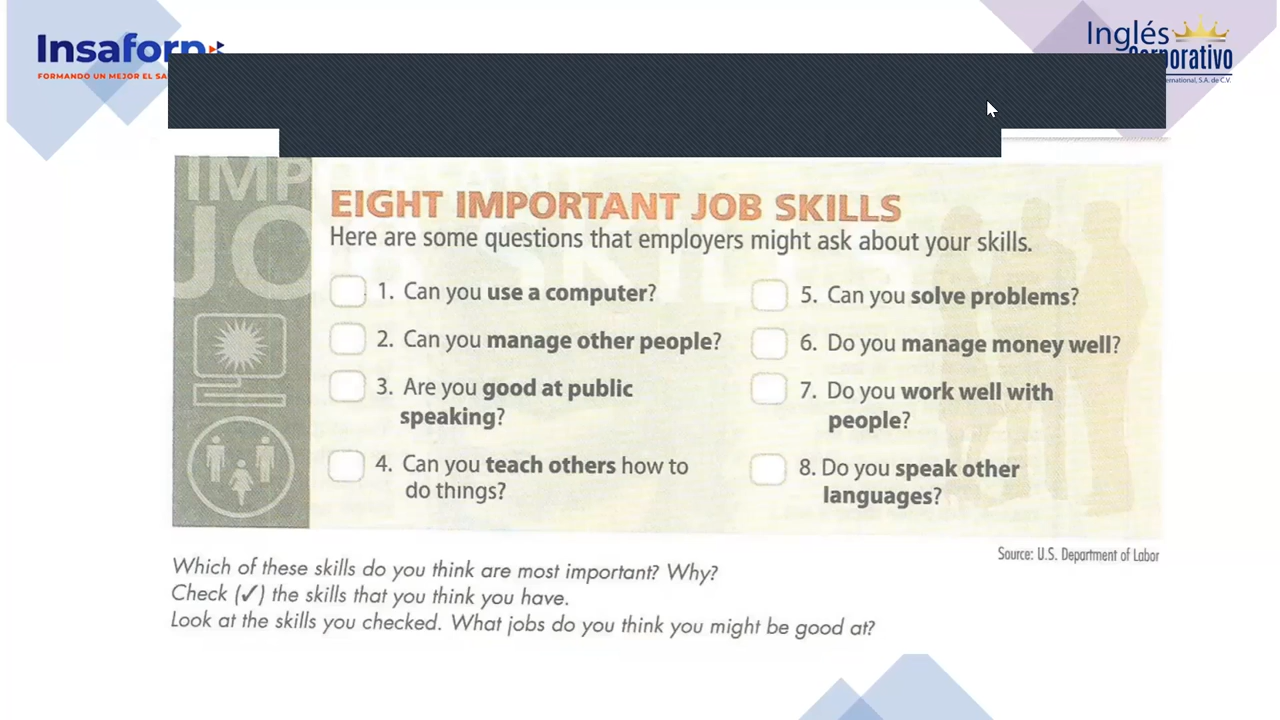 Insaforp
Inglés
Corporativo
FORMANDO UN MEJOR EL
EIGHT IMPORTANT JOB SKILLS
Here are some questions that employers might ask about your skills.
1. Can you use a computer?
2. Can you manage other people?
3. Are you good at public
speaking?
4. Can you teach others how to
do things?
5. Can you solve problems?
6. Do you manage money well?
7. Do you work well with
people?
8. Do you speak other
languages?
Source: U.S. Department of Labor
Which of these skills do you think are most important? Why?
Check (✓) the skills that you think you have.
Look at the skills you checked. What jobs do you think you might be good at?